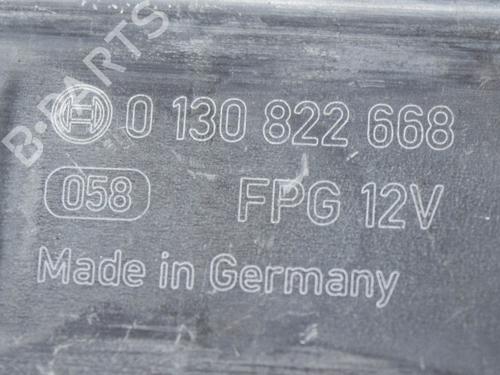 B-PARTS
0 130 822 668
058 FPG 12V
Made in Germany